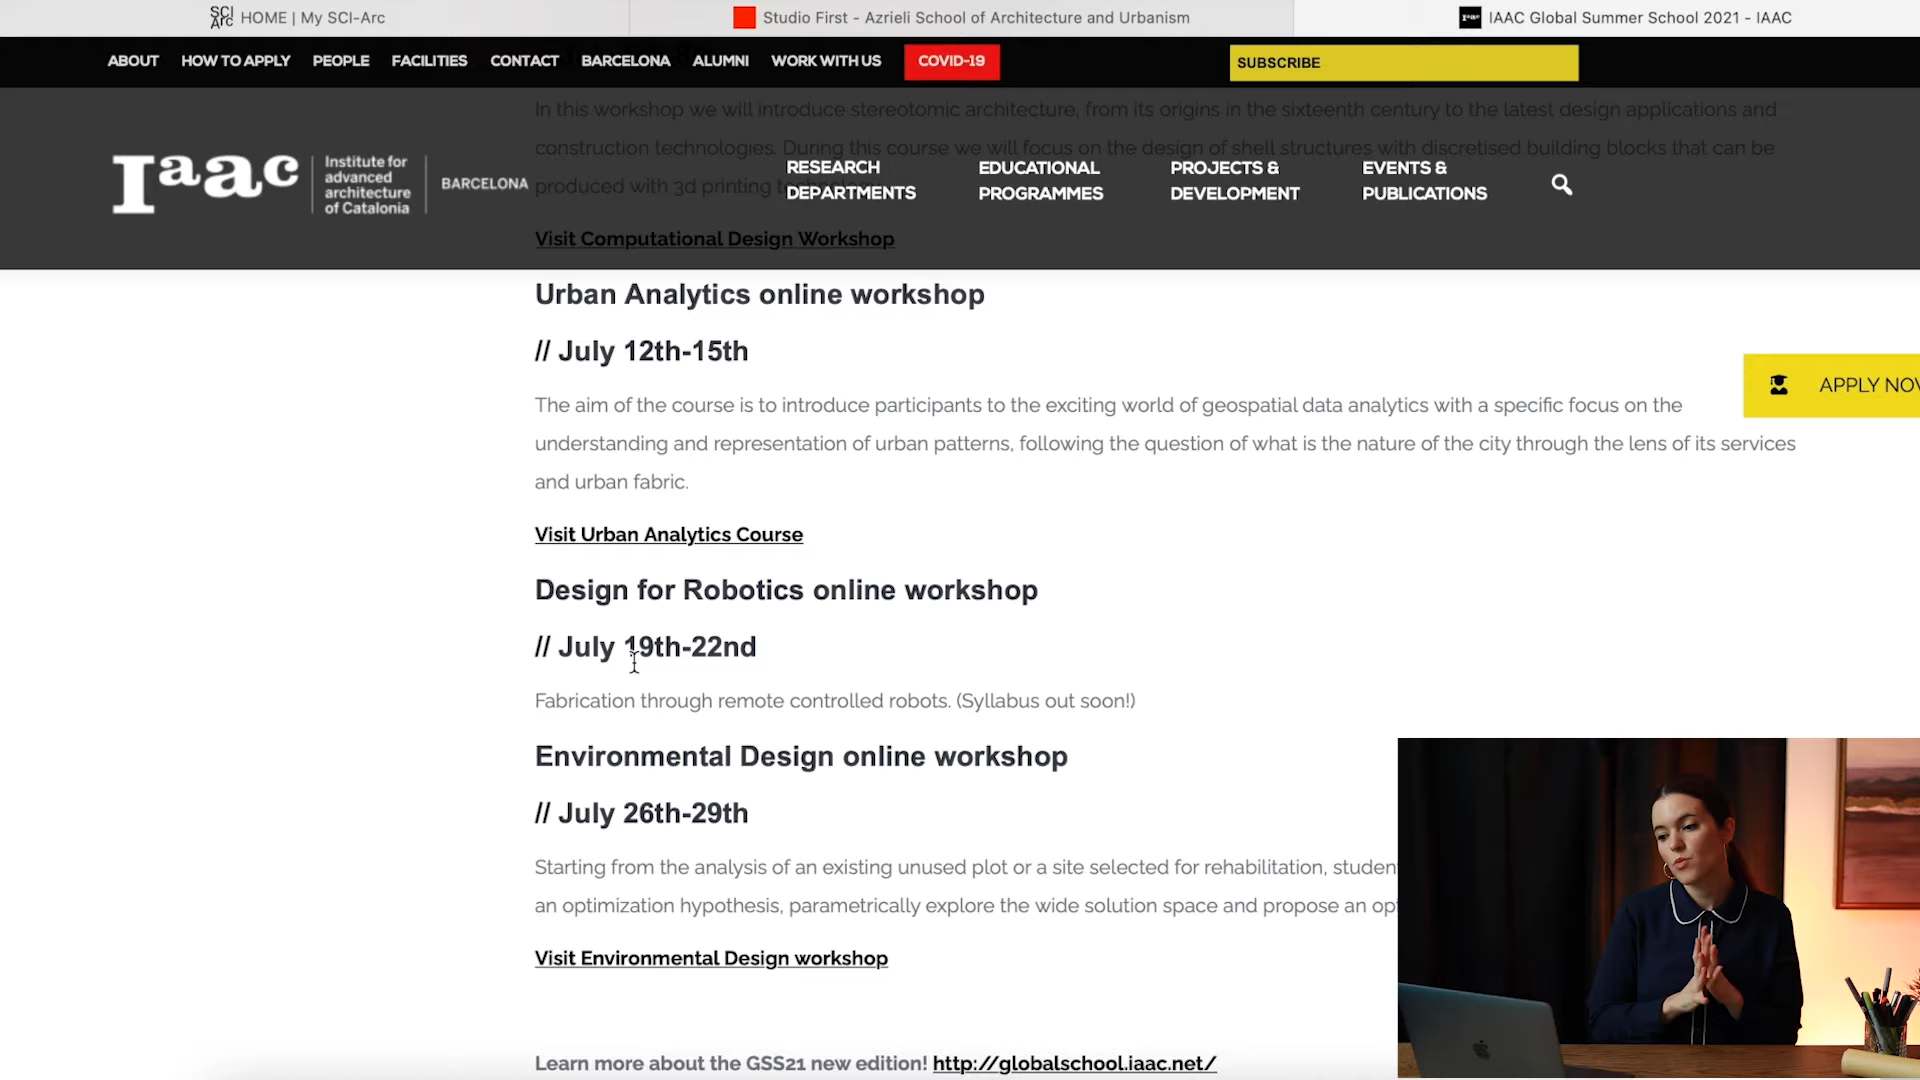 SCI
Arc
HOME | My SCI-Arc
Studio First - Azrieli School of Architecture and Urbanism
Iaac
IAAC Global Summer School 2021 - IAAC
ABOUT HOW TO APPLY PEOPLE FACILITIES CONTACT BARCELONA ALUMNI WORK WITH US COVID-19 SUBSCRIBE
In this workshop we will introduce stereotomic architecture, from its origins in the sixteenth century to the latest design applications and
construction technologies. During this course we will focus on the design of shell structures with discretised building blocks that can be
produced with 3d printing
Iaac
Institute for
advanced
architecture
of Catalonia
BARCELONA
RESEARCH
DEPARTMENTS
EDUCATIONAL
PROGRAMMES
PROJECTS &
DEVELOPMENT
EVENTS &
PUBLICATIONS
Visit Computational Design Workshop
Urban Analytics online workshop
// July 12th-15th
APPLY NOW
The aim of the course is to introduce participants to the exciting world of geospatial data analytics with a specific focus on the
understanding and representation of urban patterns, following the question of what is the nature of the city through the lens of its services
and urban fabric.
Visit Urban Analytics Course
Design for Robotics online workshop
// July 19th-22nd
Fabrication through remote controlled robots. (Syllabus out soon!)
Environmental Design online workshop
// July 26th-29th
Starting from the analysis of an existing unused plot or a site selected for rehabilitation, studen
an optimization hypothesis, parametrically explore the wide solution space and propose an op
Visit Environmental Design workshop
Learn more about the GSS21 new edition! http://globalschool.iaac.net/